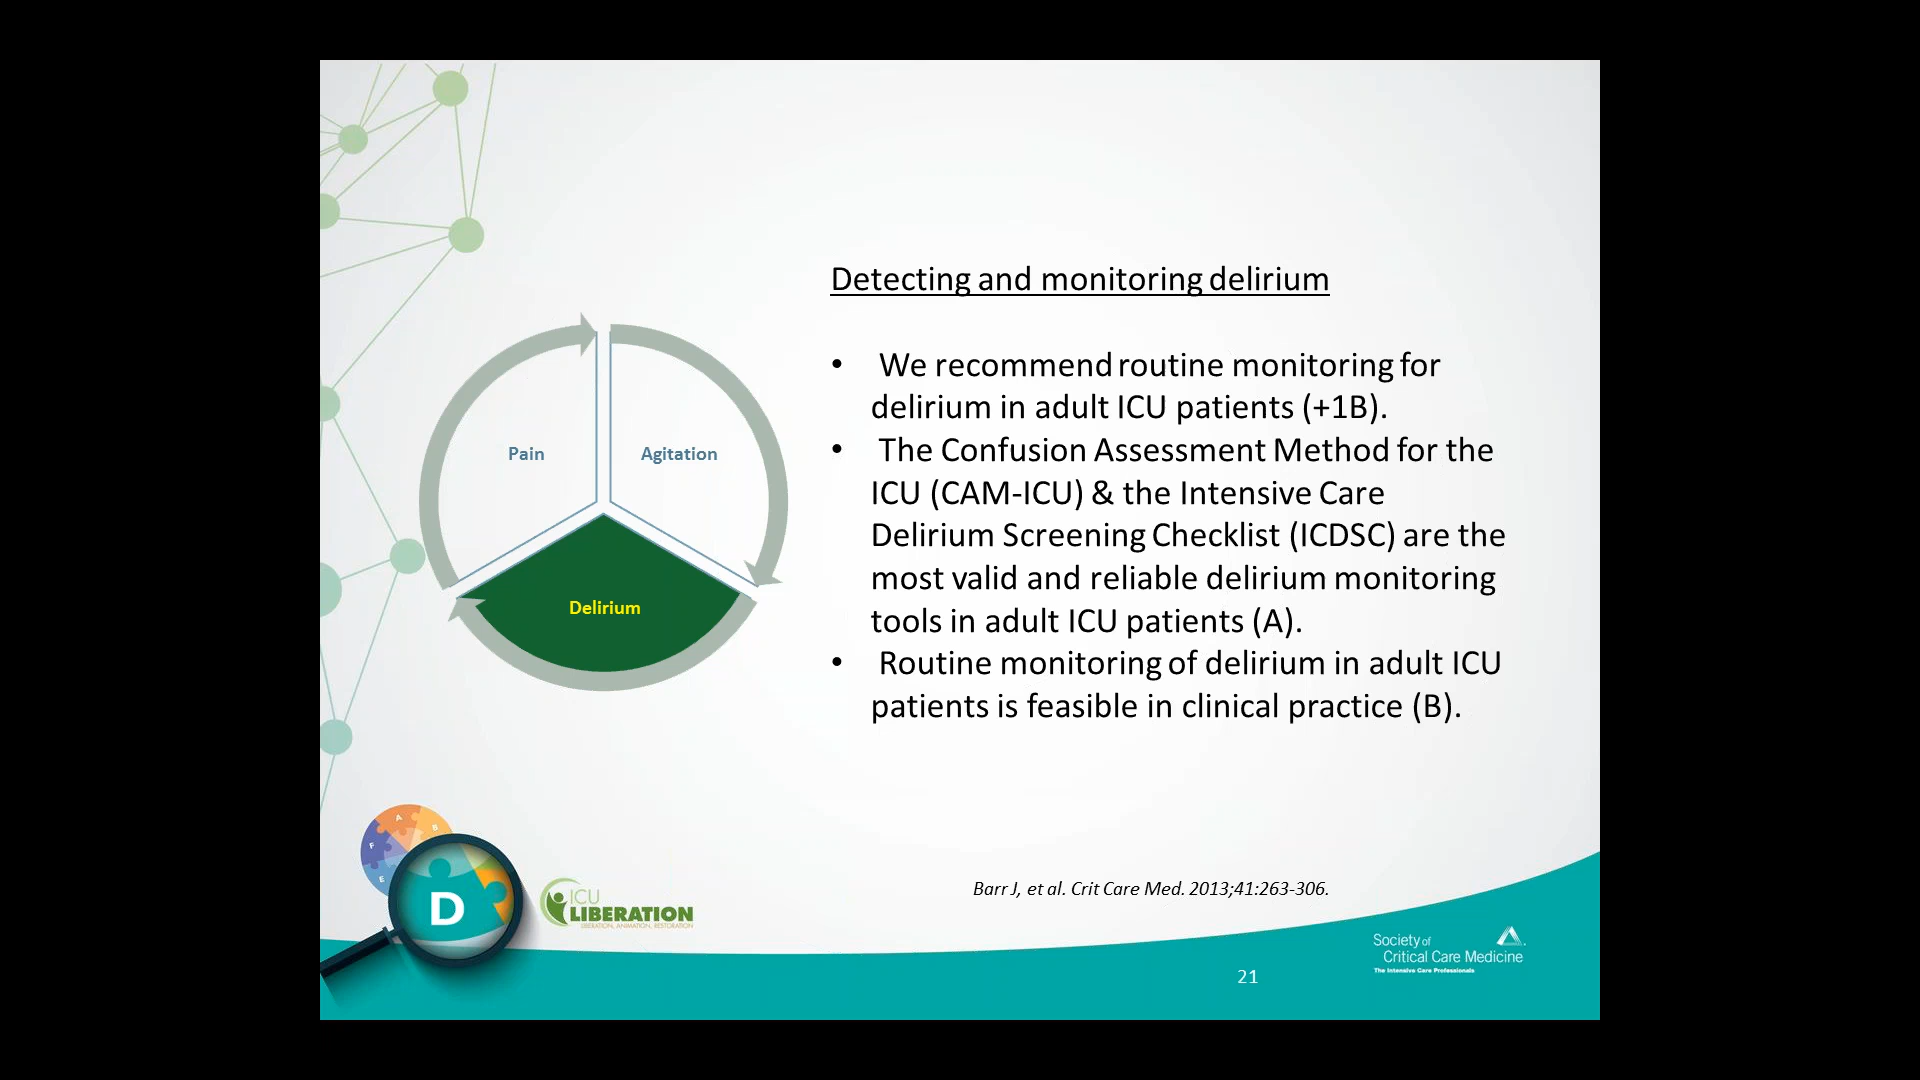 Detecting and monitoring delirium
• We recommend routine monitoring for
delirium in adult ICU patients (+1B).
• The Confusion Assessment Method for the
ICU (CAM-ICU) & the Intensive Care
Delirium Screening Checklist (ICDSC) are the
most valid and reliable delirium monitoring
tools in adult ICU patients (A).
• Routine monitoring of delirium in adult ICU
patients is feasible in clinical practice (B).
Pain
Agitation
Delirium
A
B
F
E
D
ICU
LIBERATION
LIBERATION, ANIMATION, RESTORATION
Barr J, et al. Crit Care Med. 2013;41:263-306.
Society of
Critical Care Medicine
The Intensive Care Professionals
21